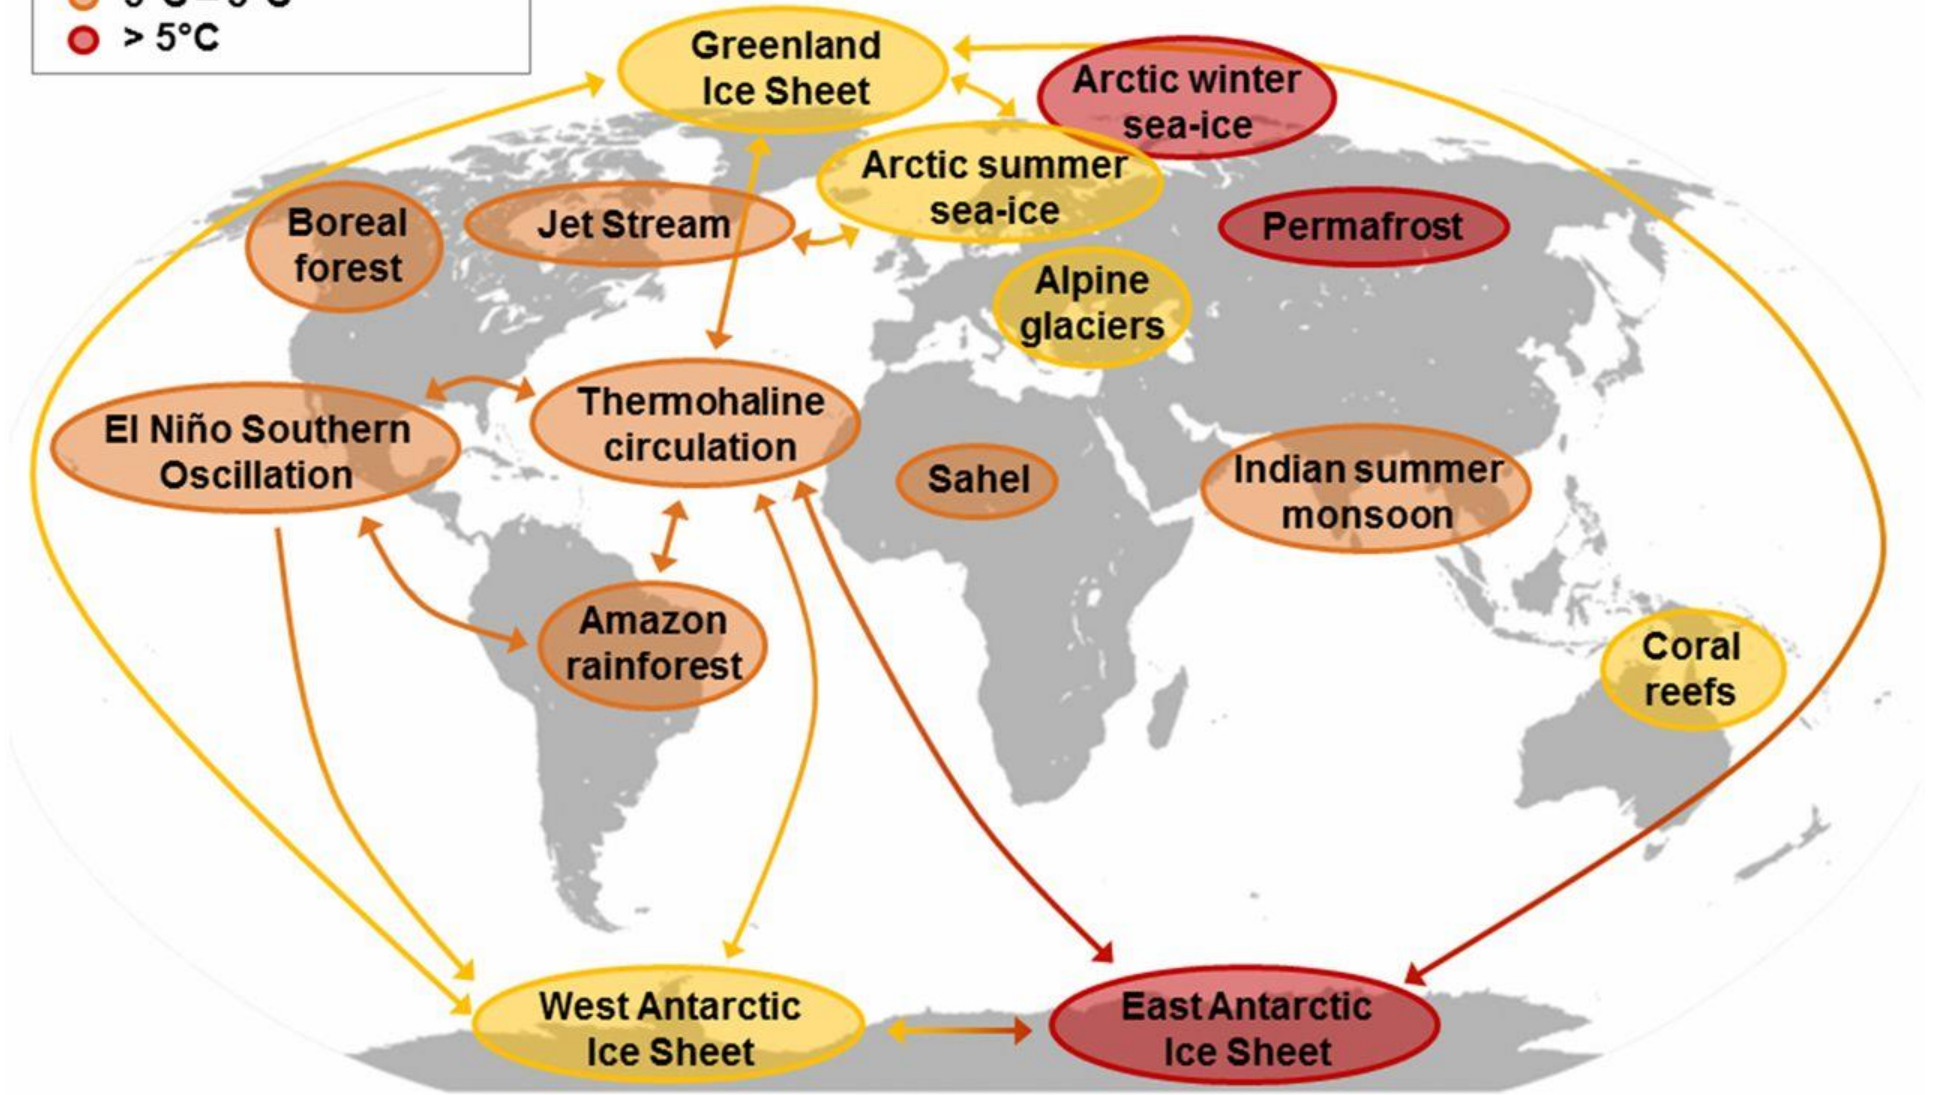 > 5°C
Greenland
Ice Sheet
Arctic winter
sea-ice
Arctic summer
sea-ice
Boreal
forest
Jet Stream
Permafrost
Alpine
glaciers
El Niño Southern
Oscillation
Thermohaline
circulation
Sahel
Indian summer
monsoon
Amazon
rainforest
Coral
reefs
West Antarctic
Ice Sheet
East Antarctic
Ice Sheet